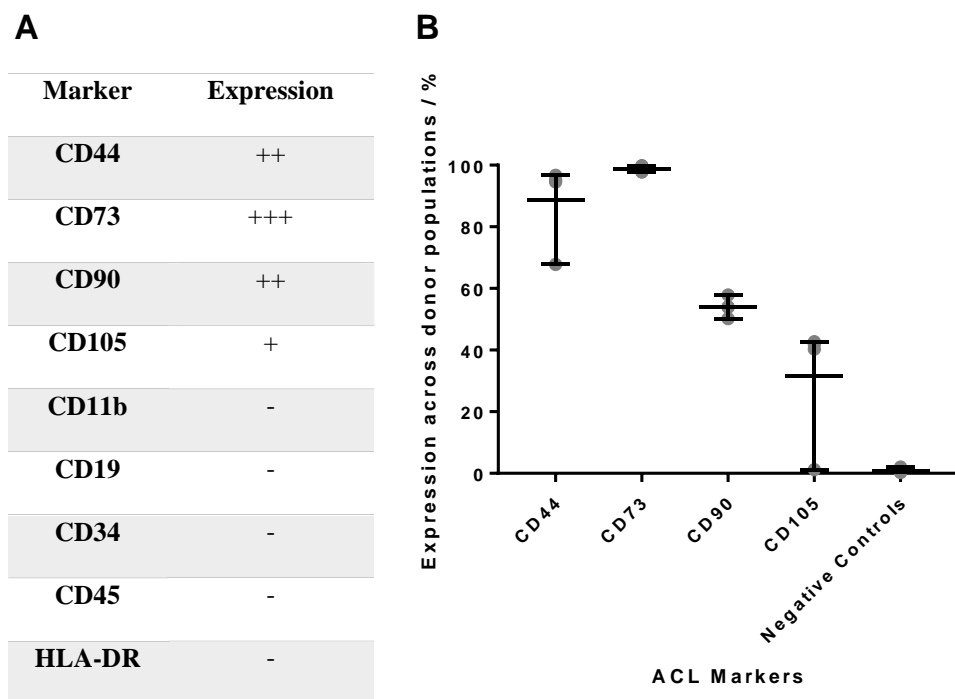 A
Marker Expression
CD44 ++
CD73 +++
CD90 ++
CD105 +
CD11b -
CD19 -
CD34 -
CD45 -
HLA-DR -
B
Expression across donor populations / %
100
80
60
40
20
0
CD44
CD73
CD90
CD105
Negative Controls
ACL Markers